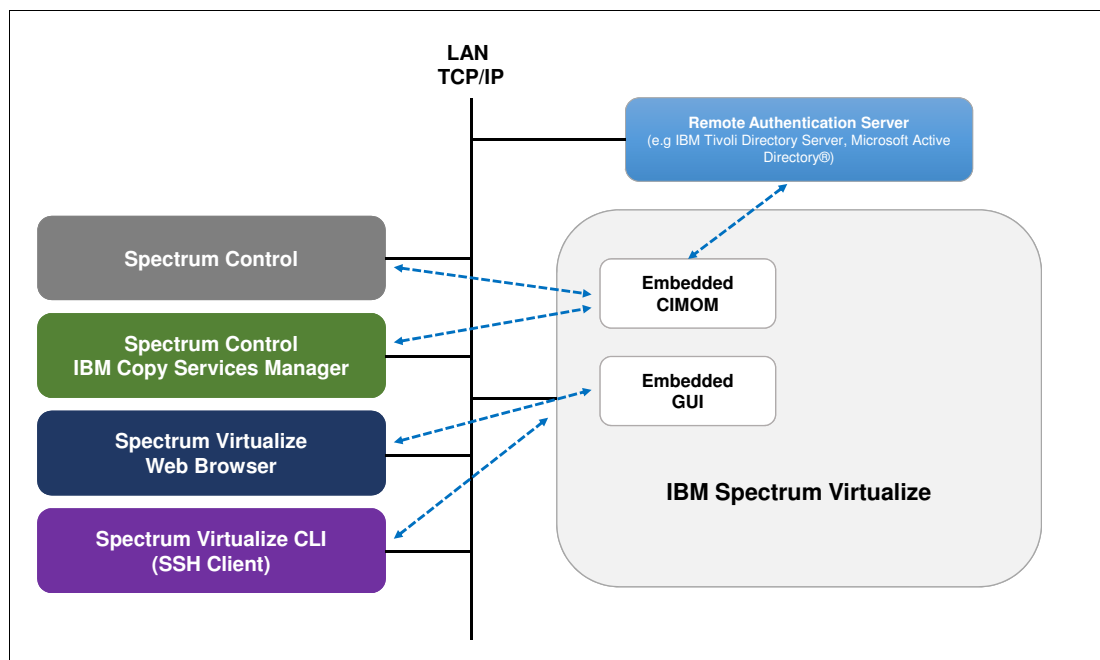 LAN
TCP/IP
Remote Authentication Server
(e.g IBM Tivoli Directory Server, Microsoft Active
Directory®)
Spectrum Control
Embedded
CIMOM
Spectrum Control
IBM Copy Services Manager
Embedded
GUI
Spectrum Virtualize
Web Browser
IBM Spectrum Virtualize
Spectrum Virtualize CLI
(SSH Client)